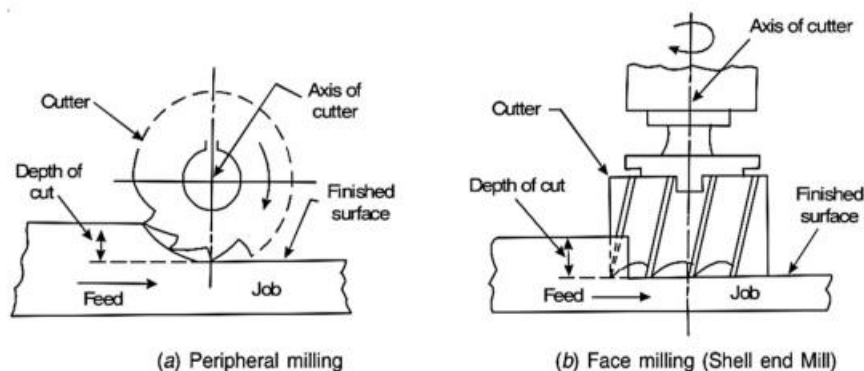 Cutter
Axis of
cutter
Depth of
cut
Finished
surface
Feed
Job
(a) Peripheral milling
Axis of cutter
Cutter
Depth of cut
Finished
surface
Feed
Job
(b) Face milling (Shell end Mill)